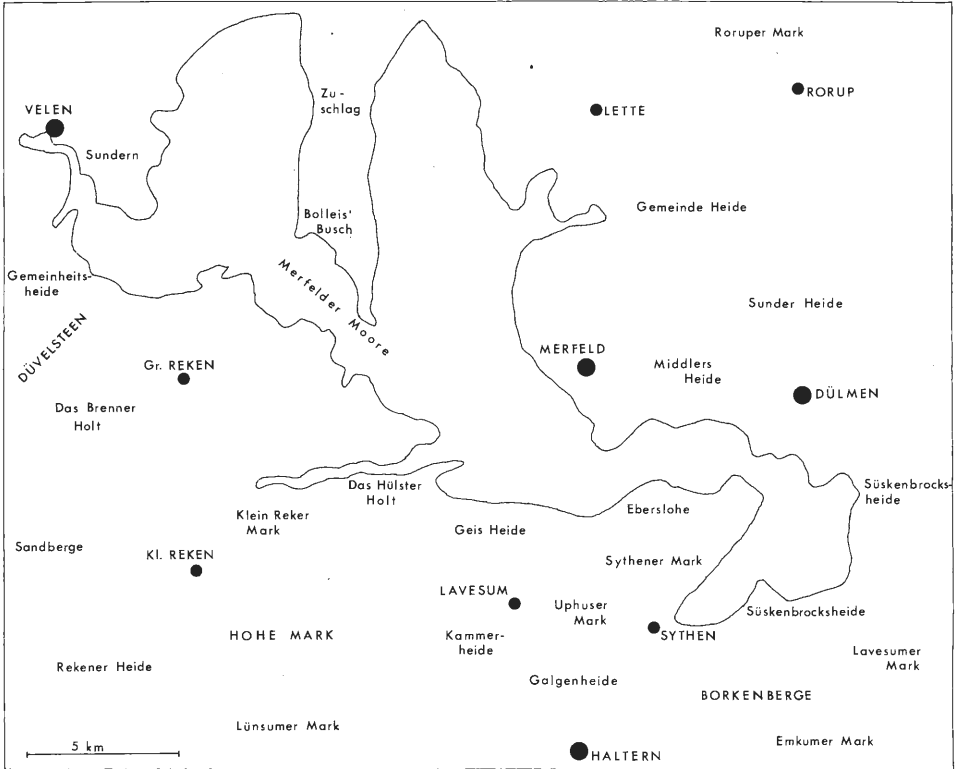 Roruper Mark
Zu-
schlag
RORUP
VELEN
LETTE
Sundern
Bolleis'
Busch
Gemeinde Heide
Gemeinheits-
heide
Merfelder Moore
Sunder Heide
DÜVELSTEEN
Gr. REKEN
MERFELD
Middlers
Heide
DÜLMEN
Das Brenner
Holt
Das Hülster
Holt
Süskenbrocks-
heide
Klein Reker
Mark
Geis Heide
Eberslohe
Sandberge
Kl. REKEN
Sythener Mark
LAVESUM
Uphuser
Mark
Süskenbrocksheide
HOHE MARK
Kammer-
heide
SYTHEN
Lavesumer
Mark
Rekener Heide
Galgenheide
BORKENBERGE
Lünsumer Mark
5 km
HALTERN
Emkumer Mark